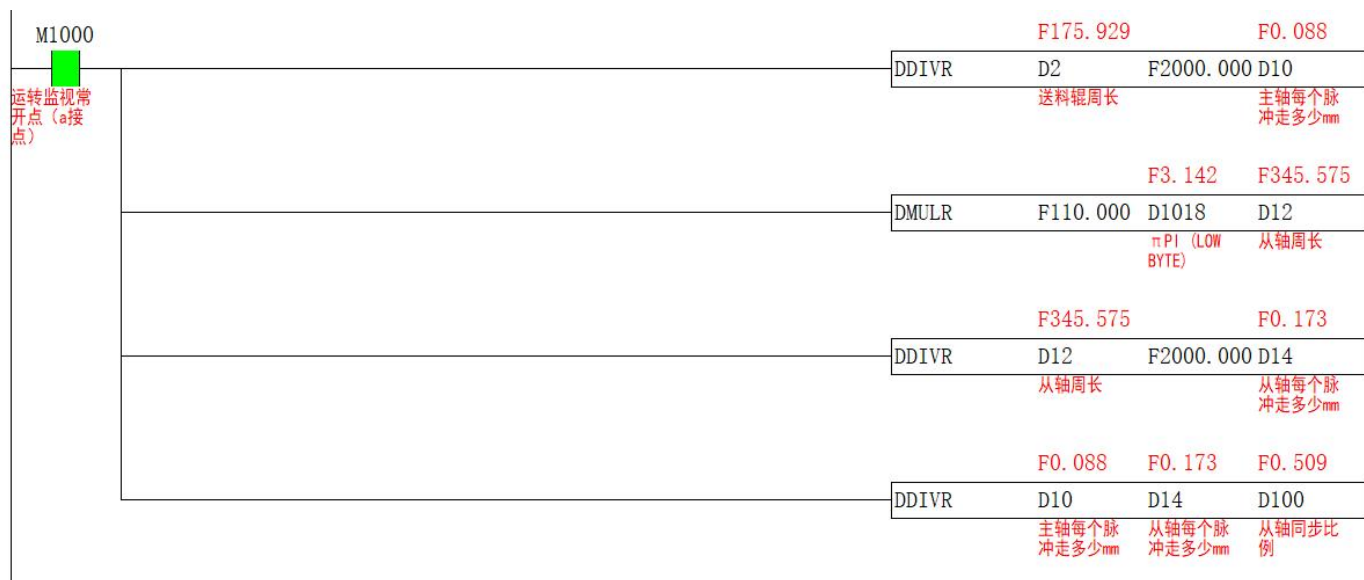 M1000
运转监视常
开点（a接
点）
F175.929 F0.088
DDIVR D2 F2000.000 D10
送料辊周长 主轴每个脉
冲走多少mm
F3.142 F345.575
DMULR F110.000 D1018 D12
πPI (LOW 从轴周长
BYTE)
F345.575 F0.173
DDIVR D12 F2000.000 D14
从轴周长 从轴每个脉
冲走多少mm
F0.088 F0.173 F0.509
DDIVR D10 D14 D100
主轴每个脉 从轴每个脉 从轴同步比
冲走多少mm 冲走多少mm 例